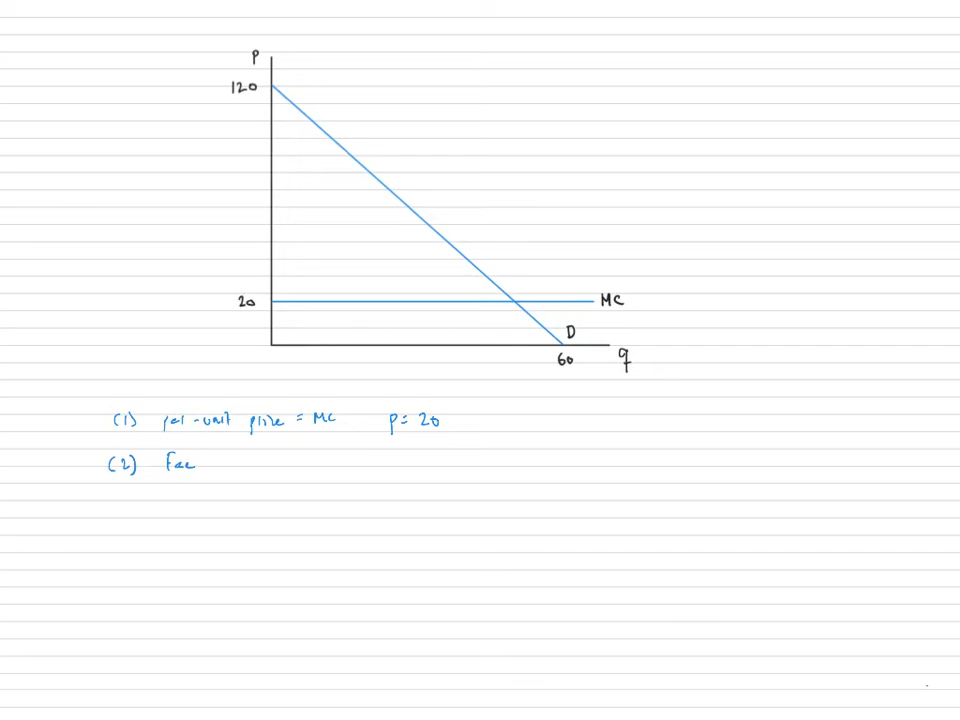 P
120
20
MC
D
60
q
(1) per-unit price = MC P = 20
(2) Fee